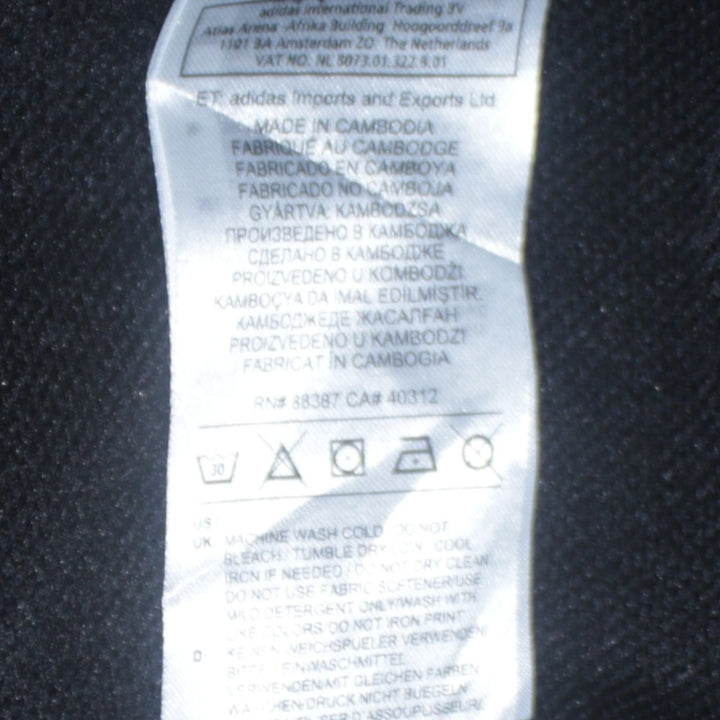 adidas International Trading BV
Atlas Arena -Afrika Building Hoogoorddreef 9a
1101 BA Amsterdam ZO The Netherlands
VAT NO. NL 8073.01.322.B.01
ET: adidas Imports and Exports Ltd
MADE IN CAMBODIA
FABRIQUÉ AU CAMBODGE
FABRICADO EN CAMBOYA
FABRICADO NO CAMBOJA
GYÁRTVA: KAMBODZSA
ПРОИЗВЕДЕНО В КАМБОДЖА
СДЕЛАНО В КАМБОДЖЕ
PROIZVEDENO U KOMBODŽI
KAMBOÇYA DA IMAL EDİLMİŞTİR.
КАМБОДЖЕДЕ ЖАСАЛҒАН
PROIZVEDENO U KAMBODZI
FABRICAT ÎN CAMBOGIA
RN# 88387 CA# 40312
30
US
UK MACHINE WASH COLD / DO NOT
BLEACH / TUMBLE DRY LOW / COOL
IRON IF NEEDED / DO NOT DRY CLEAN
DO NOT USE FABRIC SOFTENER/USE
MILD DETERGENT ONLY/WASH WITH
LIKE COLORS DO NOT IRON PRINT
D KEINEN WEICHSPUELER VERWENDEN/
BITTE FEINWASCHMITTEL
VERWENDEN/MIT GLEICHEN FARBEN
WASCHEN/DRUCK NICHT BUEGELN
D'ASSOUPLISSEUR/